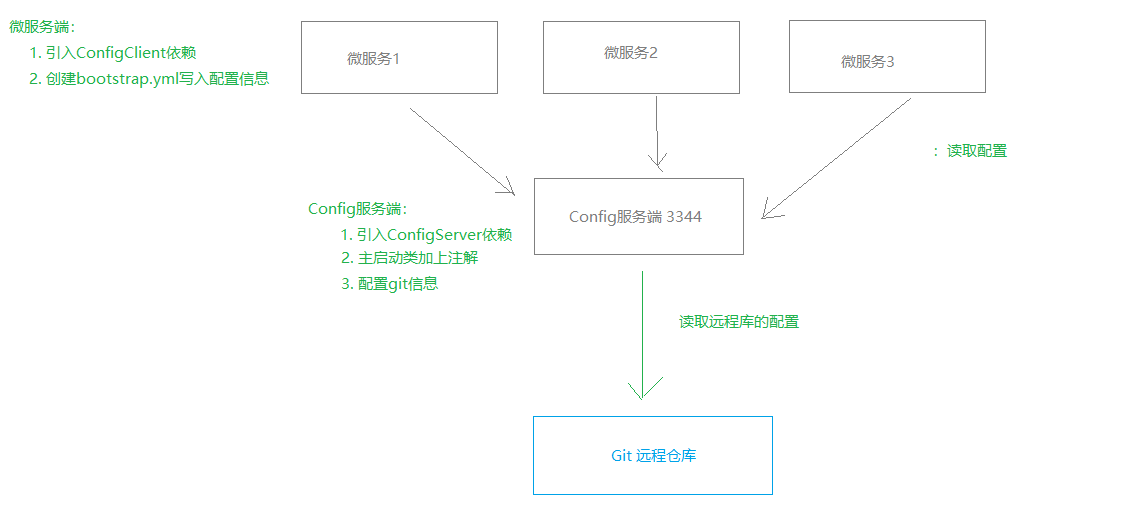 微服务端：
1. 引入ConfigClient依赖
2. 创建bootstrap.yml写入配置信息
微服务1
微服务2
微服务3
：读取配置
Config服务端：
1. 引入ConfigServer依赖
2. 主启动类加上注解
3. 配置git信息
Config服务端 3344
读取远程库的配置
Git 远程仓库